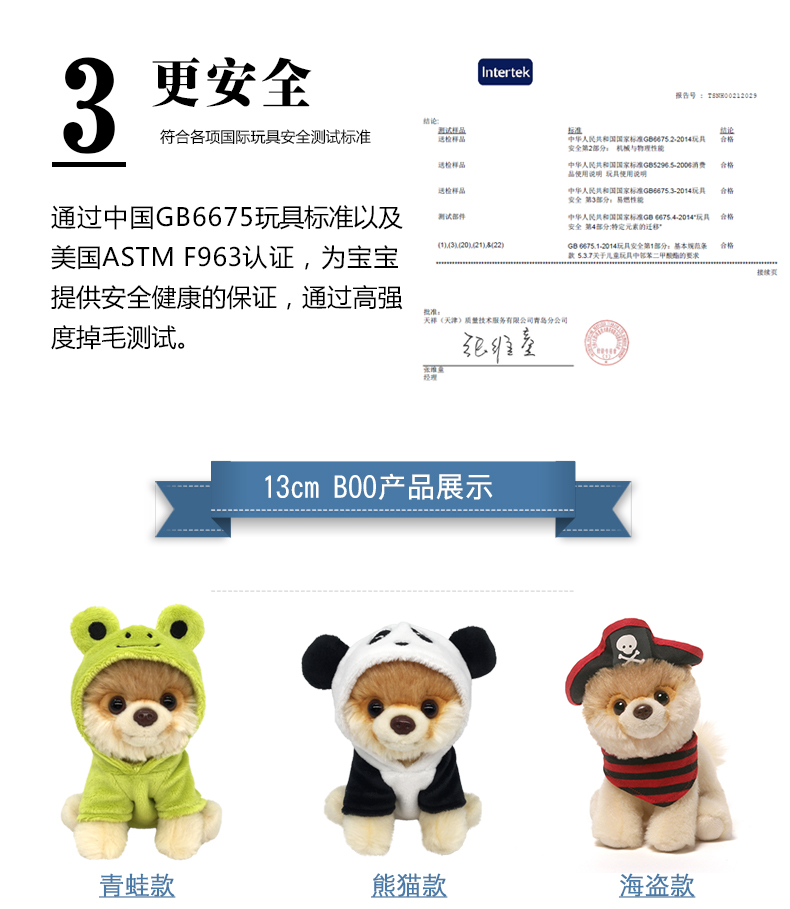 3 更安全
符合各项国际玩具安全测试标准
通过中国GB6675玩具标准以及
美国ASTM F963认证，为宝宝
提供安全健康的保证，通过高强
度掉毛测试。
Intertek
报告号 : TSNH00212029
结论:
测试样品 标准 结论
送检样品 中华人民共和国国家标准GB6675.2-2014玩具 合格
安全第2部分： 机械与物理性能
送检样品 中华人民共和国国家标准GB5296.5-2006消费 合格
品使用说明 玩具使用说明
送检样品 中华人民共和国国家标准GB6675.3-2014玩具 合格
安全 第3部分：易燃性能
测试部件 中华人民共和国国家标准GB 6675.4-2014"玩具 合格
安全 第4部分:特定元素的迁移"
(1),(3),(20),(21),&(22) GB 6675.1-2014玩具安全第1部分：基本规范条 合格
款 5.3.7关于儿童玩具中邻苯二甲酸酯的要求
接续页
批准：
天祥（天津）质量技术服务有限公司青岛分公司
张维童
张维童
经理
13cm BOO产品展示
青蛙款 熊猫款 海盗款